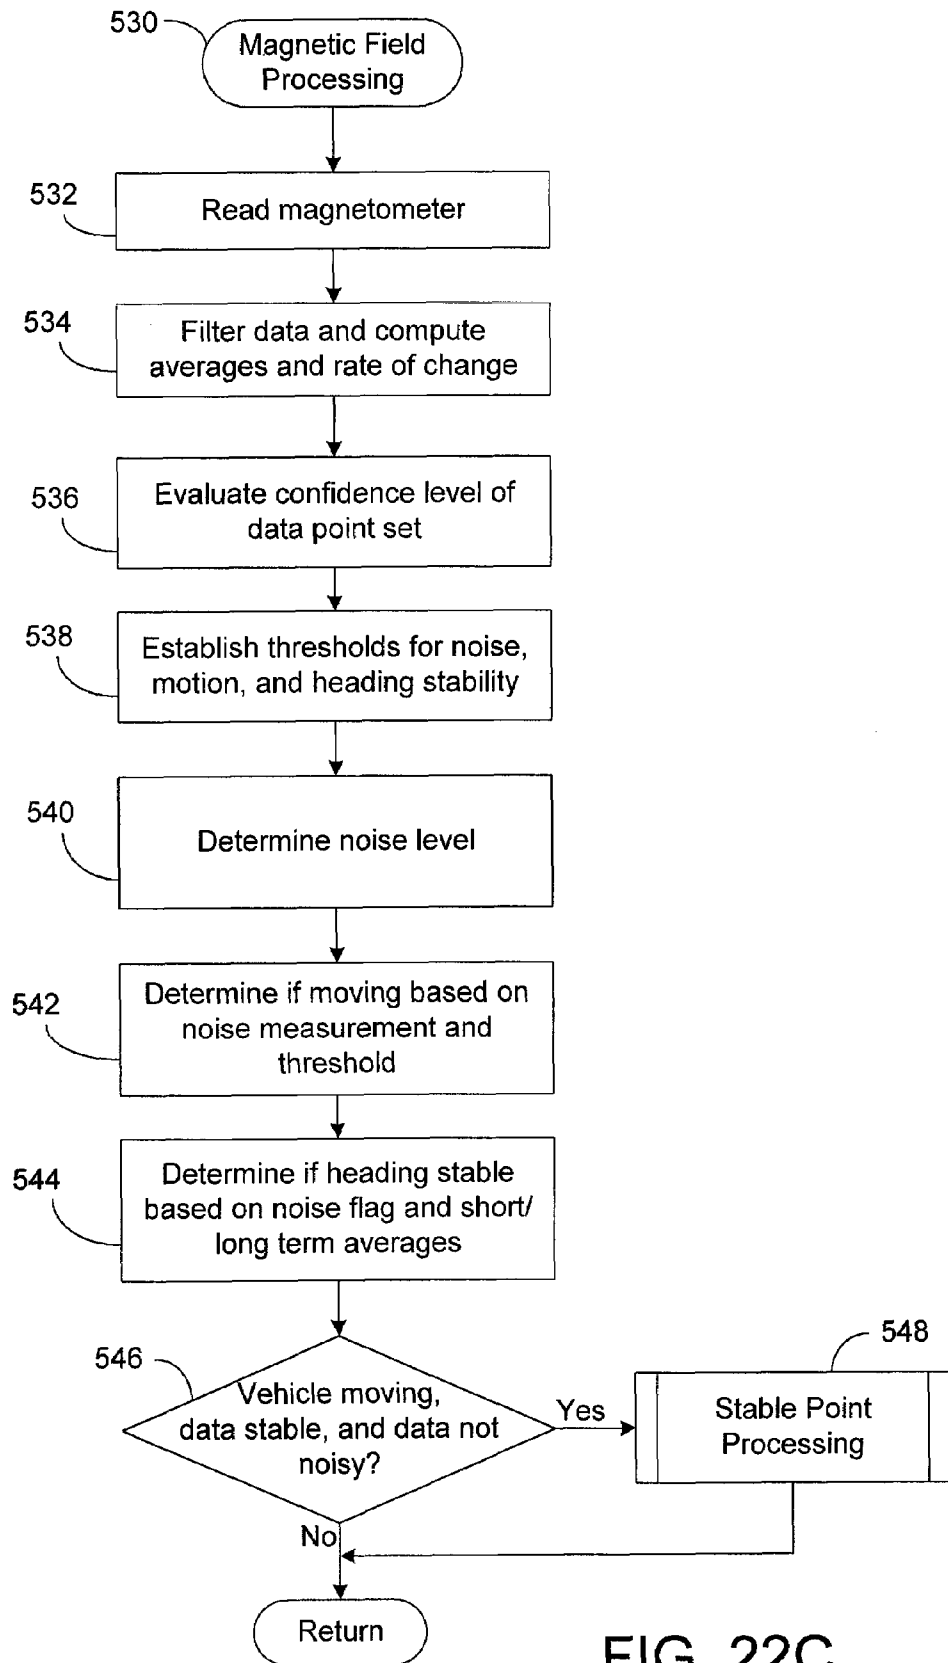 530
Magnetic Field
Processing
532
Read magnetometer
534
Filter data and compute
averages and rate of change
536
Evaluate confidence level of
data point set
538
Establish thresholds for noise,
motion, and heading stability
540
Determine noise level
542
Determine if moving based on
noise measurement and
threshold
544
Determine if heading stable
based on noise flag and short/
long term averages
546
Vehicle moving,
data stable, and data not
noisy?
Yes
548
Stable Point
Processing
No
Return
FIG. 22C